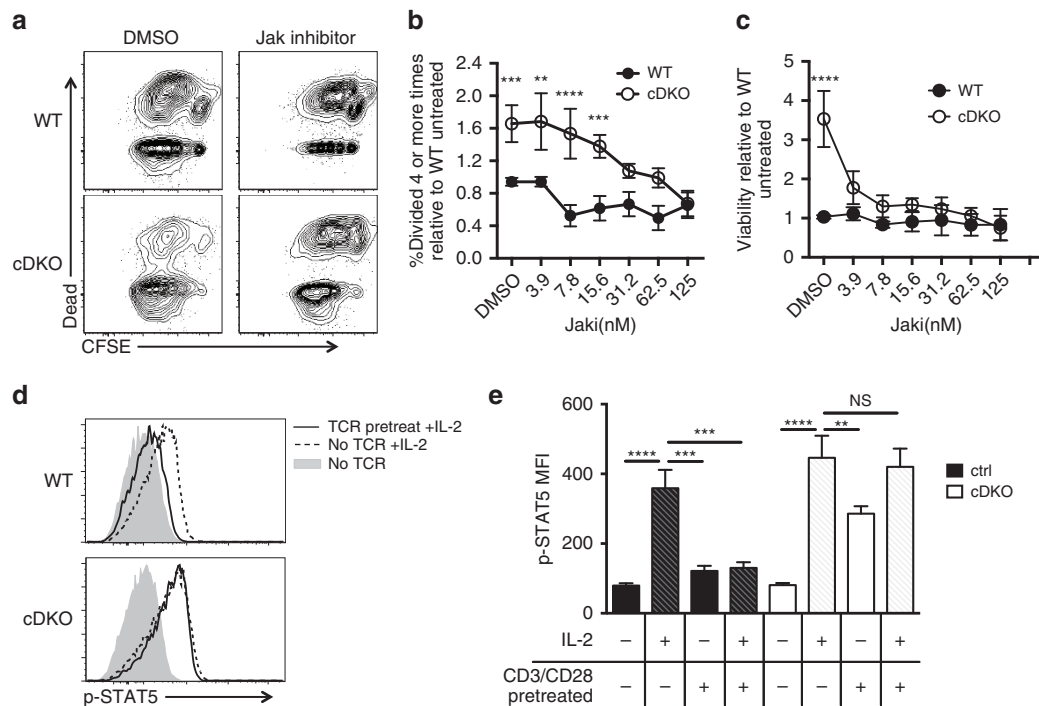 a
DMSO
Jak inhibitor
WT
cDKO
Dead
CFSE
b
%Divided 4 or more times
relative to WT untreated
2.4
2.0
1.6
1.2
0.8
0.4
0.0
*** ** **** ***
WT
cDKO
DMSO 3.9 7.8 15.6 31.2 62.5 125
Jaki(nM)
c
Viability relative to WT
untreated
5
4
3
2
1
0
****
WT
cDKO
DMSO 3.9 7.8 15.6 31.2 62.5 125
Jaki(nM)
d
WT
cDKO
TCR pretreat +IL-2
No TCR +IL-2
No TCR
p-STAT5
e
p-STAT5 MFI
600
400
200
0
NS
**** *** *** **** **
ctrl
cDKO
IL-2 – + – + – + – +
CD3/CD28
pretreated – – + + – – + +